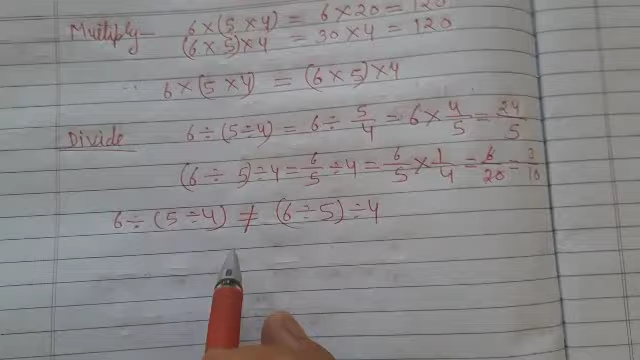 Multiply- 6×(5×4) = 6×20 = 120
(6×5)×4 = 30×4 = 120
∴ 6×(5×4) = (6×5)×4
Divide 6÷(5÷4) = 6÷5/4 = 6×4/5 = 24/5
(6÷5)÷4 = 6/5÷4 = 6/5×1/4 = 6/20 = 3/10
6÷(5÷4) ≠ (6÷5)÷4